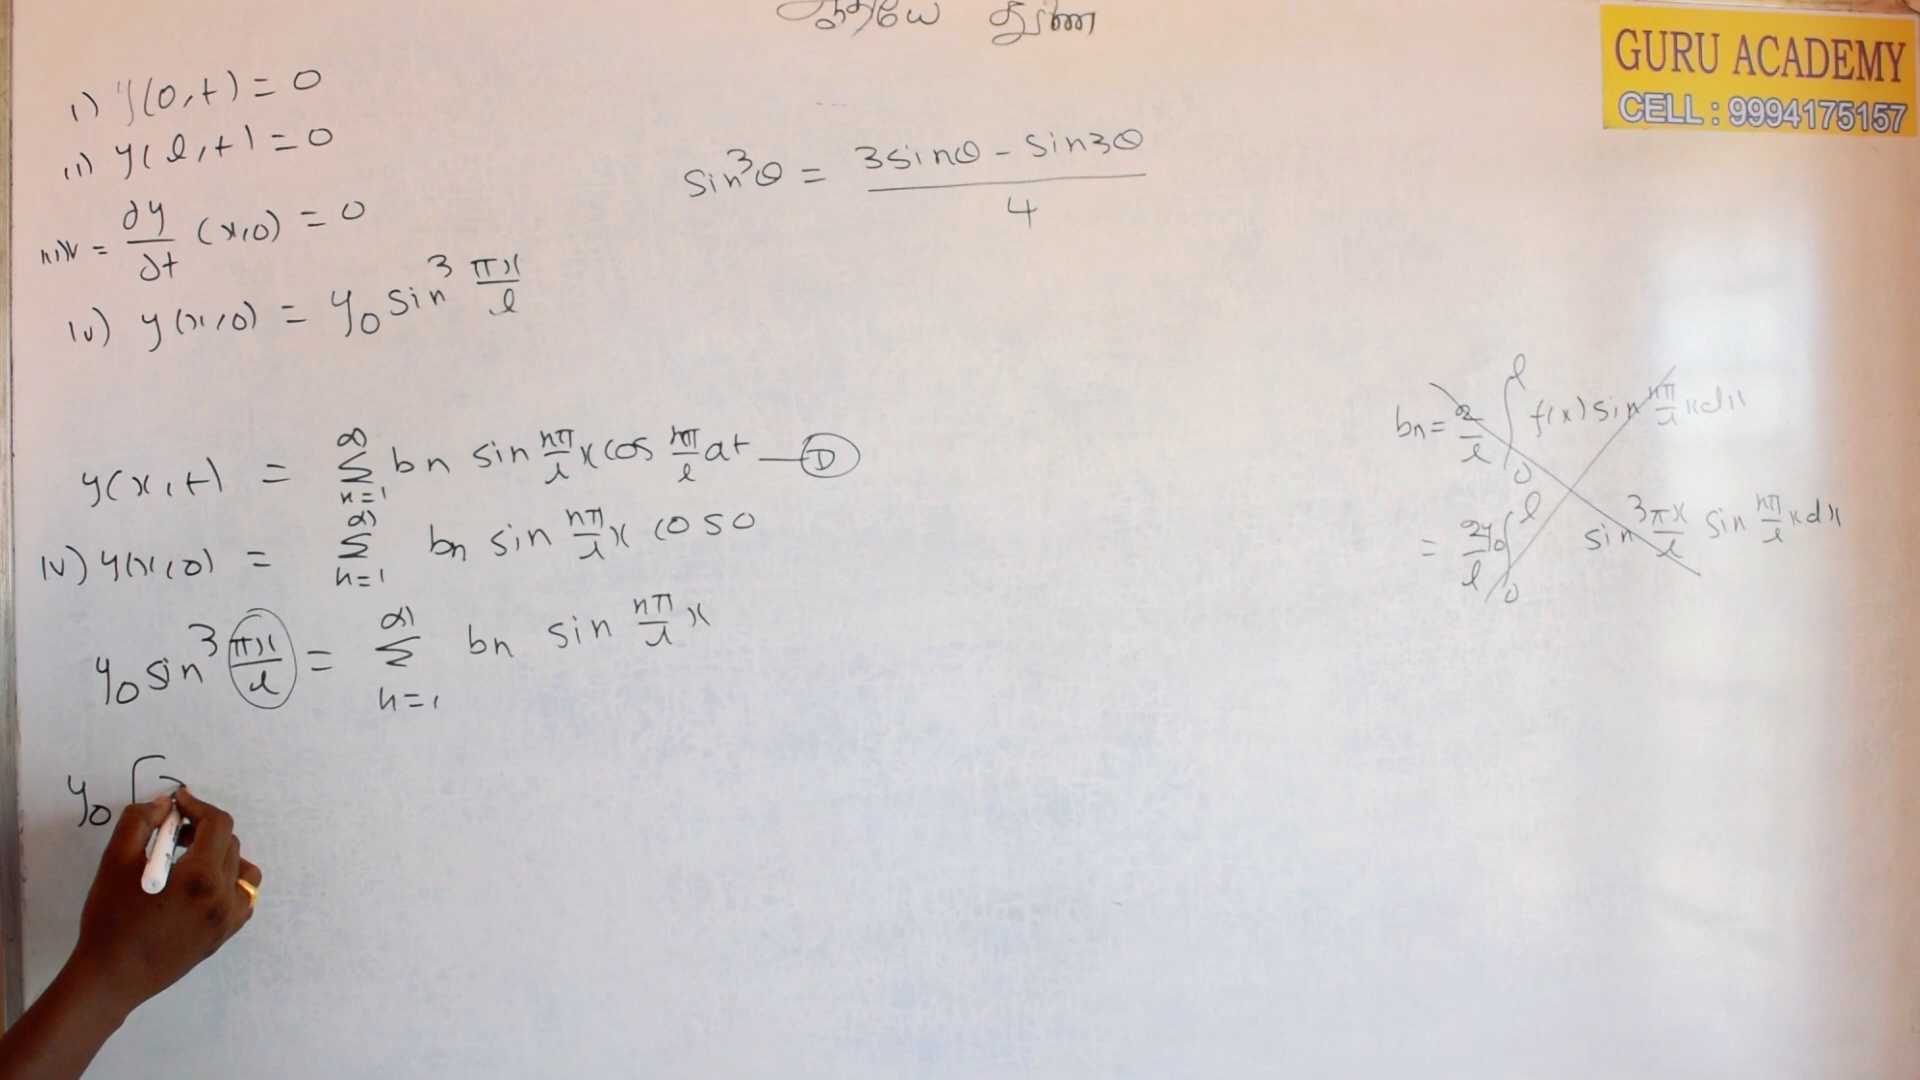 துணை
GURU ACADEMY
CELL : 9994175157
i) y(0,t) = 0
ii) y(l,t) = 0
iii) = ∂y/∂t (x,0) = 0
iv) y(x,0) = y₀ sin³ πx/l
sin³θ = (3sinθ - sin3θ)/4
y(x,t) = ∞Σn=1 bn sin nπ/l x cos nπ/l at — D
iv) y(x,0) = ∞Σn=1 bn sin nπ/l x cos 0
y₀ sin³ πx/l = ∞Σn=1 bn sin nπ/l x
y₀ [3
bn = 2/l ∫₀ˡ f(x) sin nπ/l x dx
= 2y₀/l ∫₀ˡ sin³ πx/l sin nπ/l x dx